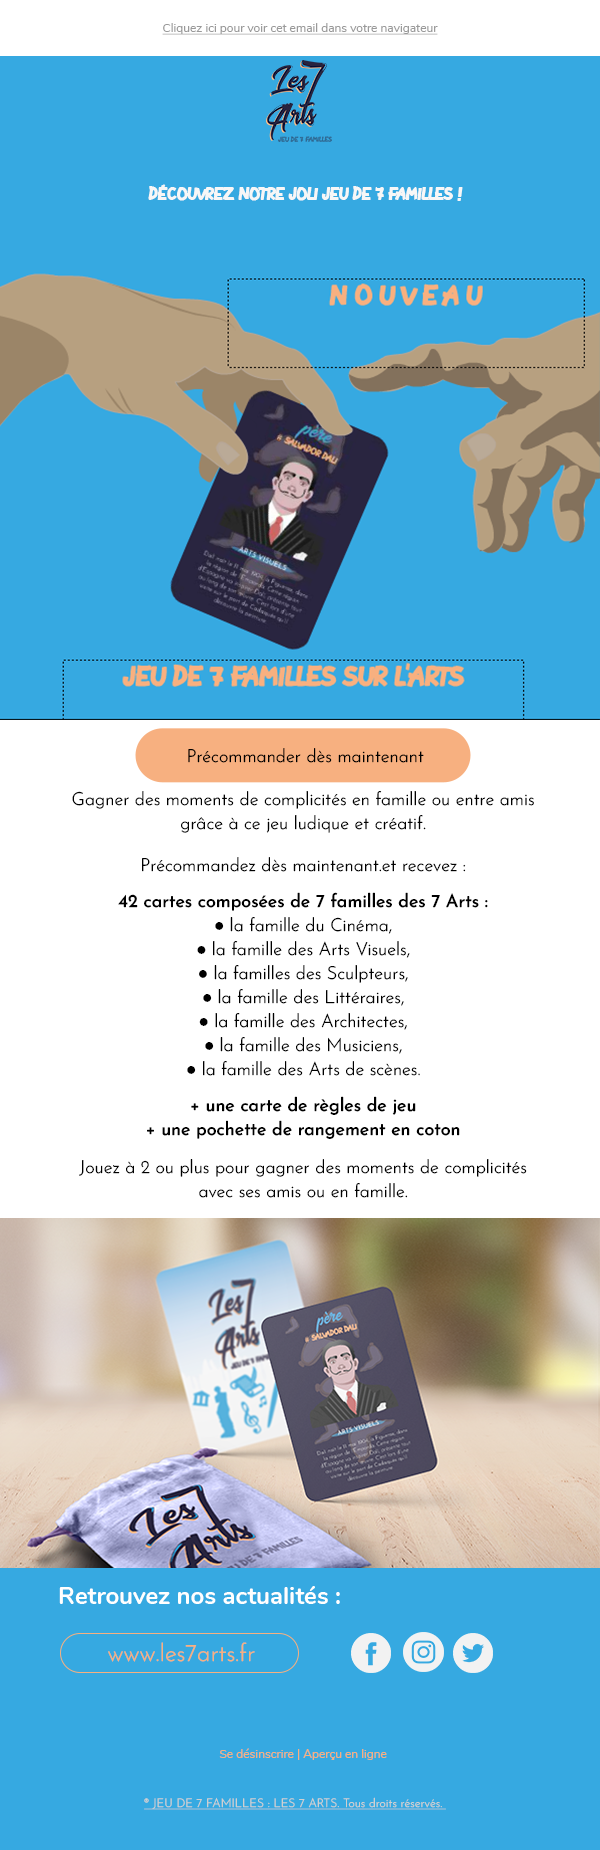 Cliquez ici pour voir cet email dans votre navigateur
Les 7
Arts
JEU DE 7 FAMILLES
DÉCOUVREZ NOTRE JOLI JEU DE 7 FAMILLES !
NOUVEAU
père
SALVADOR DALI
ARTS VISUELS
JEU DE 7 FAMILLES SUR L'ARTS
Précommander dès maintenant
Gagner des moments de complicités en famille ou entre amis
grâce à ce jeu ludique et créatif.
Précommandez dès maintenant.et recevez :
42 cartes composées de 7 familles des 7 Arts :
● la famille du Cinéma,
● la famille des Arts Visuels,
● la familles des Sculpteurs,
● la famille des Littéraires,
● la famille des Architectes,
● la famille des Musiciens,
● la famille des Arts de scènes.
+ une carte de règles de jeu
+ une pochette de rangement en coton
Jouez à 2 ou plus pour gagner des moments de complicités
avec ses amis ou en famille.
Les 7
Arts
JEU DE 7 FAMI
père
SALVADOR DALI
ARTS VISUELS
Les 7
Arts
JEU DE 7 FAMILLES
Retrouvez nos actualités :
www.les7arts.fr
Se désinscrire | Aperçu en ligne
® JEU DE 7 FAMILLES : LES 7 ARTS. Tous droits réservés.